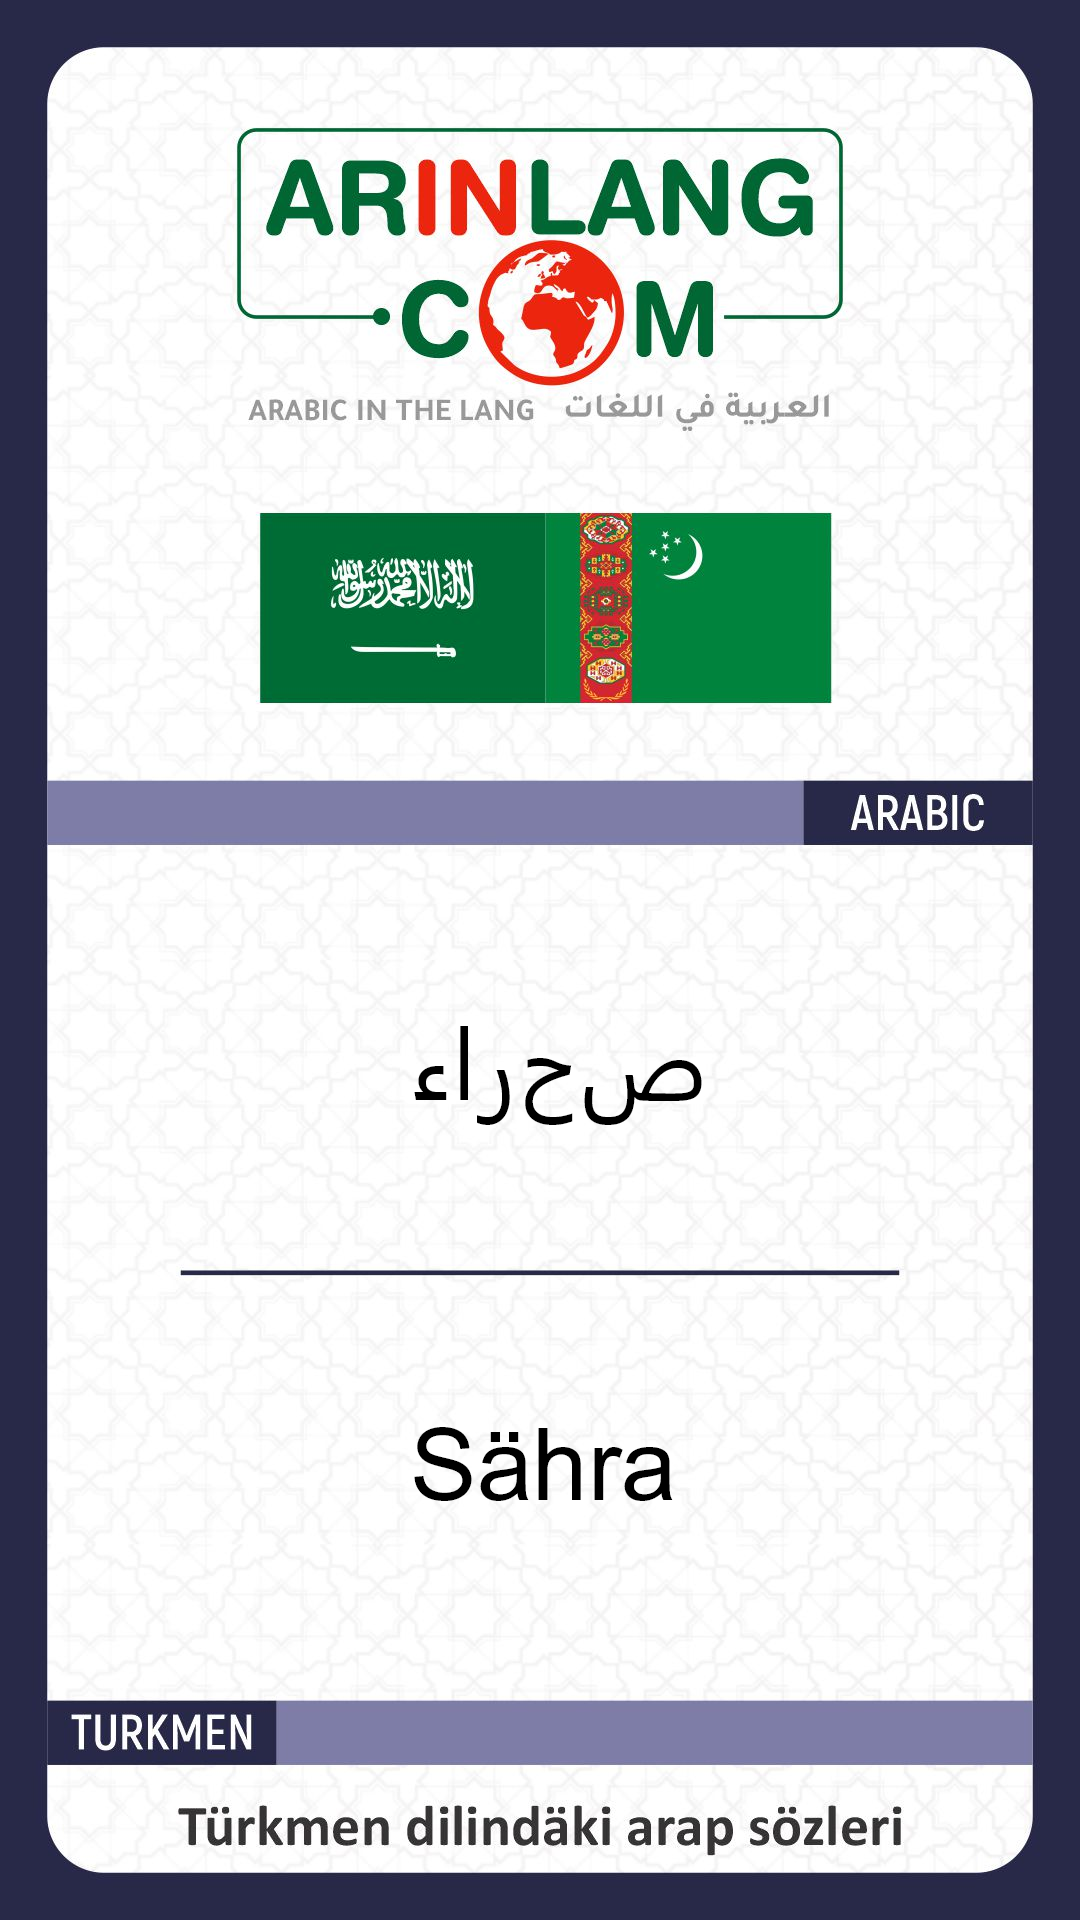 ARINLANG
.COM
ARABIC IN THE LANG العربية في اللغات
لا إله إلا الله محمد رسول الله
ARABIC
صحراء
Sähra
TURKMEN
Türkmen dilindäki arap sözleri